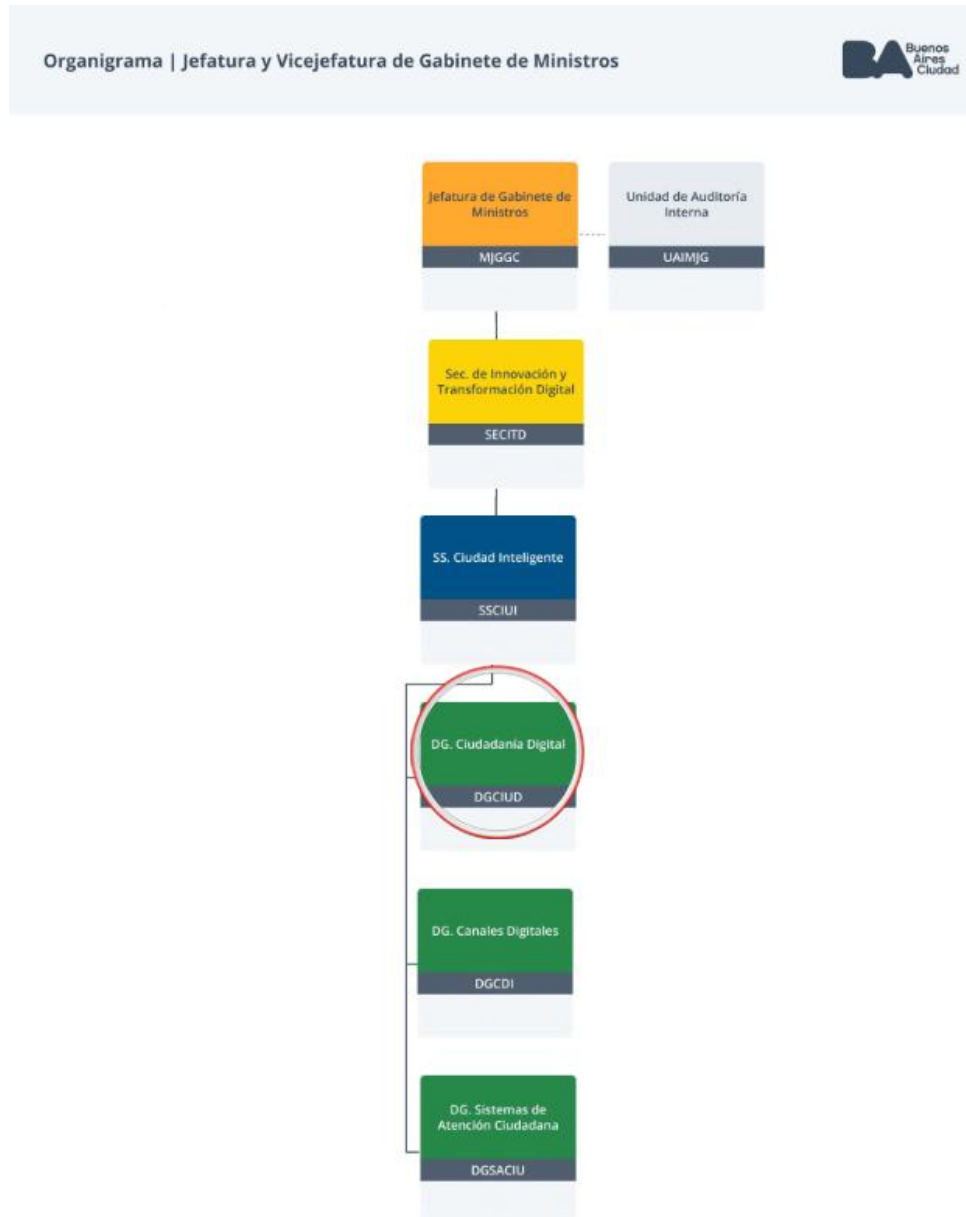 Organigrama | Jefatura y Vicejefatura de Gabinete de Ministros
Buenos
Aires
Ciudad
BA
Jefatura de Gabinete de
Ministros
MJGGC
Unidad de Auditoría
Interna
UAIMJG
Sec. de Innovación y
Transformación Digital
SECITD
SS. Ciudad Inteligente
SSCIUI
DG. Ciudadanía Digital
DGCIUD
DG. Canales Digitales
DGCDI
DG. Sistemas de
Atención Ciudadana
DGSACIU